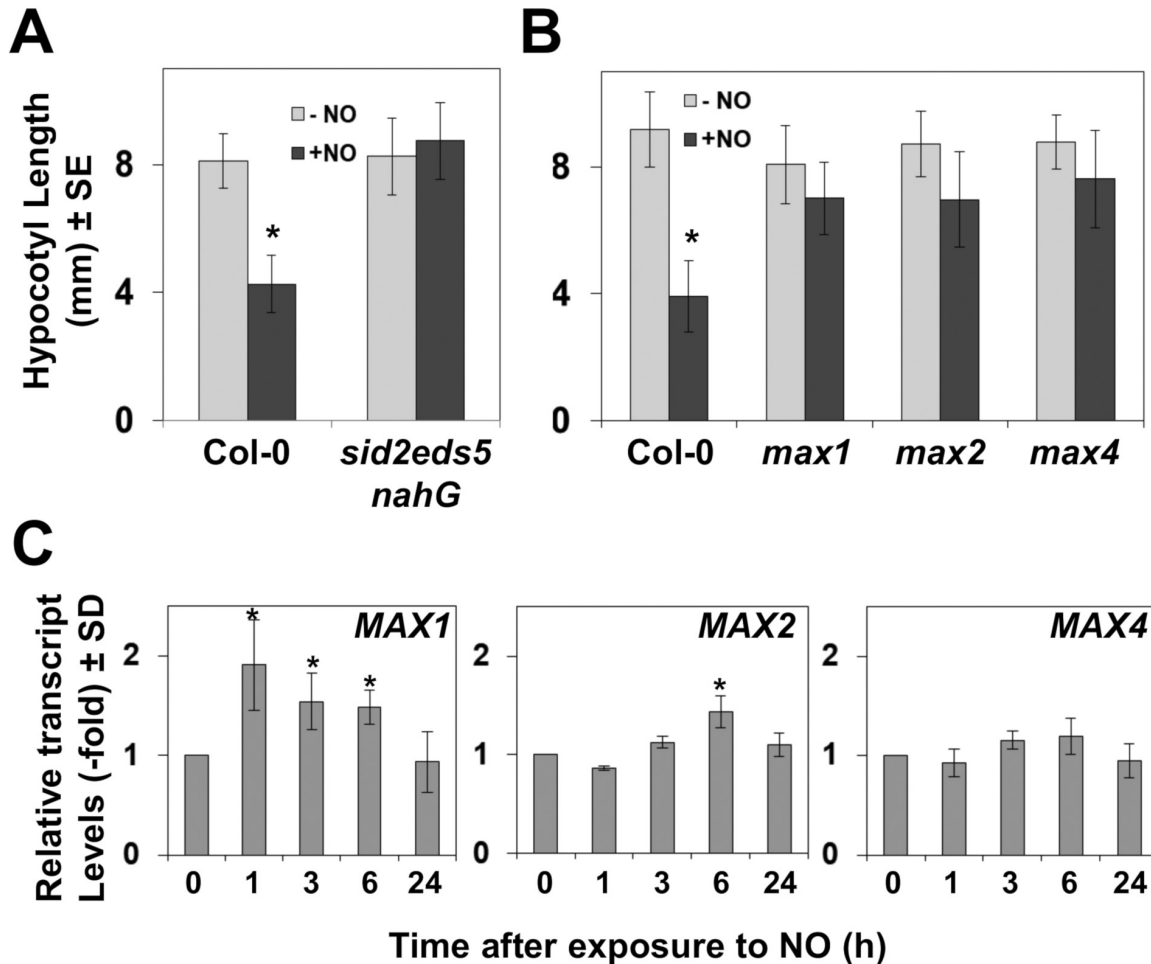 A
Hypocotyl Length
(mm) ± SE
8
4
0
- NO
+NO
*
Col-0
sid2eds5
nahG
B
8
4
0
- NO
+NO
*
Col-0
max1
max2
max4
C
Relative transcript
Levels (-fold) ± SD
2
1
0
MAX1
*
*
*
0 1 3 6 24
2
1
0
MAX2
*
0 1 3 6 24
2
1
0
MAX4
0 1 3 6 24
Time after exposure to NO (h)